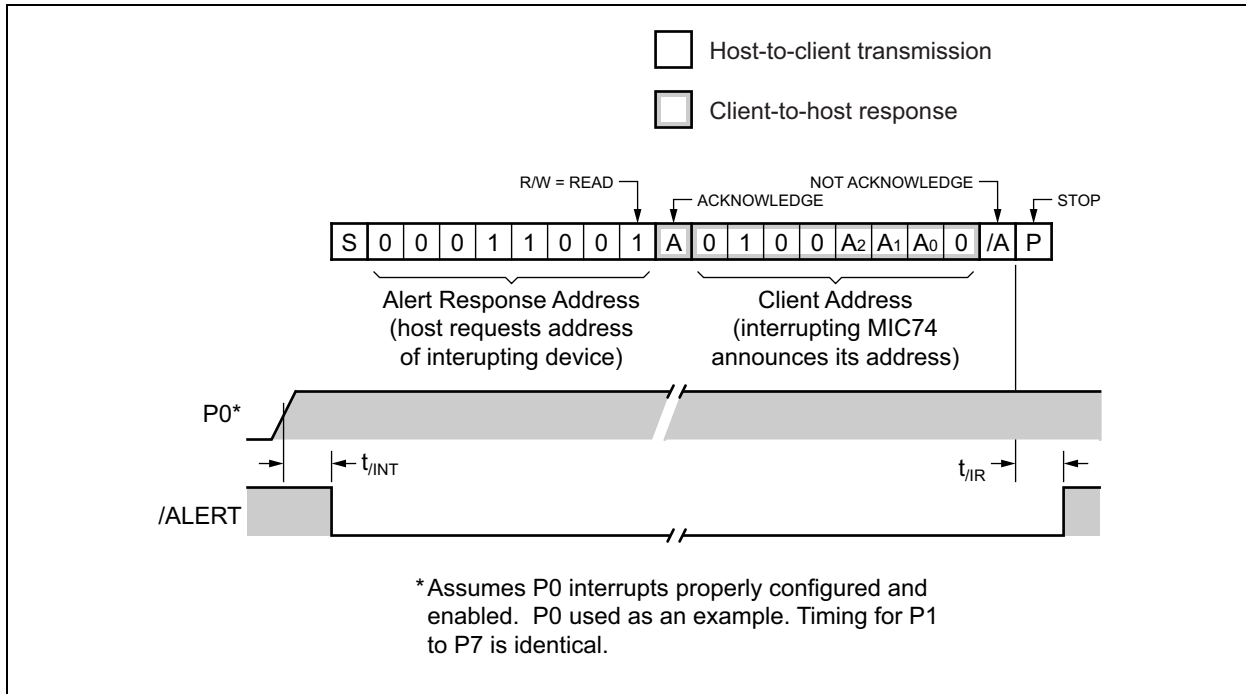 Host-to-client transmission
Client-to-host response
R/W = READ
ACKNOWLEDGE
NOT ACKNOWLEDGE
STOP
S 0 0 0 1 1 0 0 1 A 0 1 0 0 A2 A1 A0 0 /A P
Alert Response Address
(host requests address
of interupting device)
Client Address
(interrupting MIC74
announces its address)
P0*
t/INT
t/IR
/ALERT
*Assumes P0 interrupts properly configured and
enabled. P0 used as an example. Timing for P1
to P7 is identical.